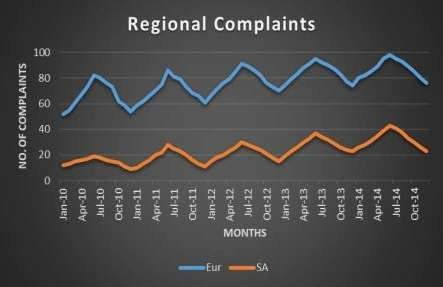 Regional Complaints
NO. OF COMPLAINTS
100
80
60
40
20
0
Jan-10
Apr-10
Jul-10
Oct-10
Jan-11
Apr-11
Jul-11
Oct-11
Jan-12
Apr-12
Jul-12
Oct-12
Jan-13
Apr-13
Jul-13
Oct-13
Jan-14
Apr-14
Jul-14
Oct-14
MONTHS
Eur SA